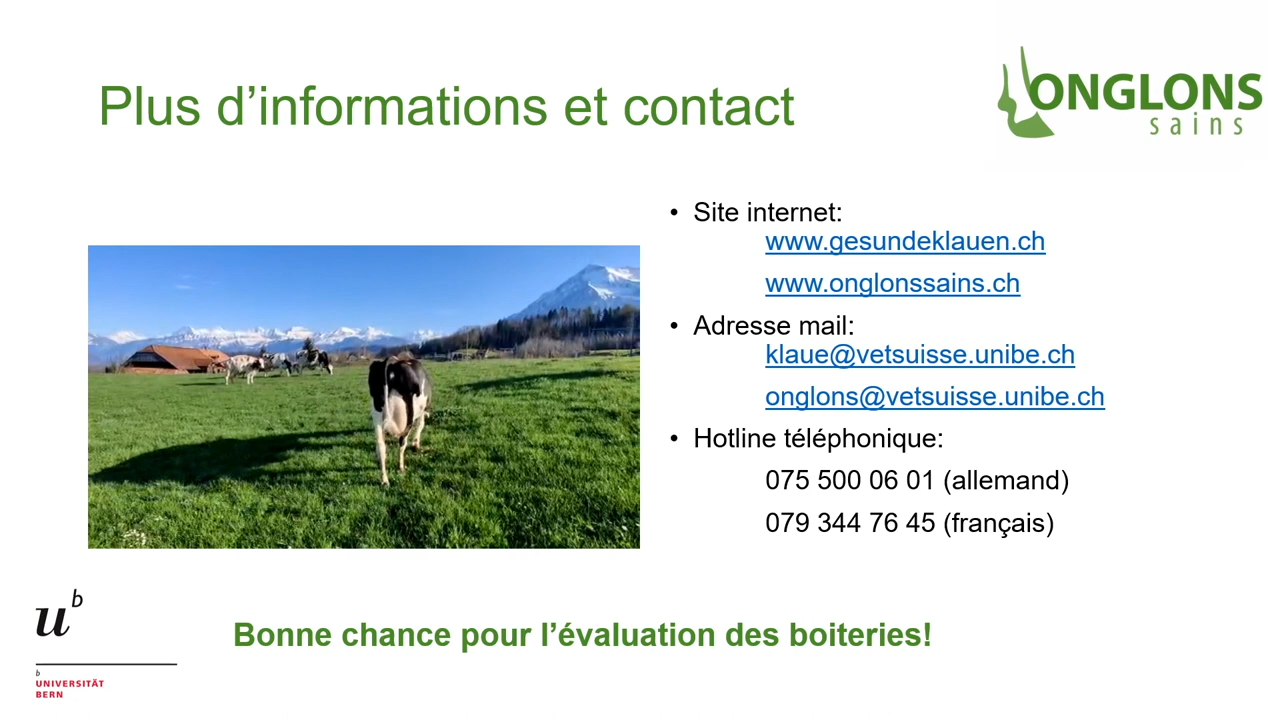 Plus d’informations et contact
ONGLONS
sains
• Site internet:
www.gesundeklauen.ch
www.onglonssains.ch
• Adresse mail:
klaue@vetsuisse.unibe.ch
onglons@vetsuisse.unibe.ch
• Hotline téléphonique:
075 500 06 01 (allemand)
079 344 76 45 (français)
Bonne chance pour l’évaluation des boiteries!
u b
b
UNIVERSITÄT
BERN